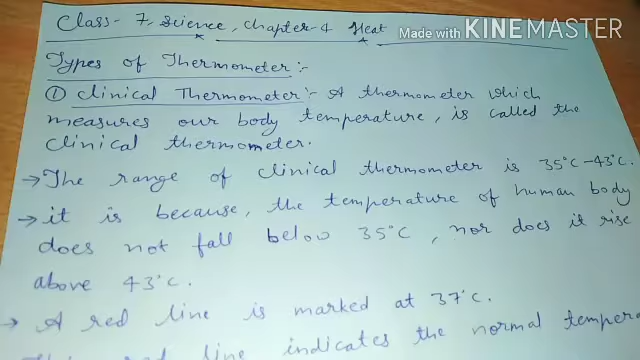 Class- 7, Science, Chapter-4 Heat
Made with KINEMASTER
Types of Thermometer:-
① Clinical Thermometer:- A thermometer which
measures our body temperature, is called the
clinical thermometer.
→ The range of clinical thermometer is 35°C-43°C.
→ it is because, the temperature of human body
does not fall below 35°C, nor does it rise
above 43°C.
→ A red line is marked at 37°C.
red line indicates the normal